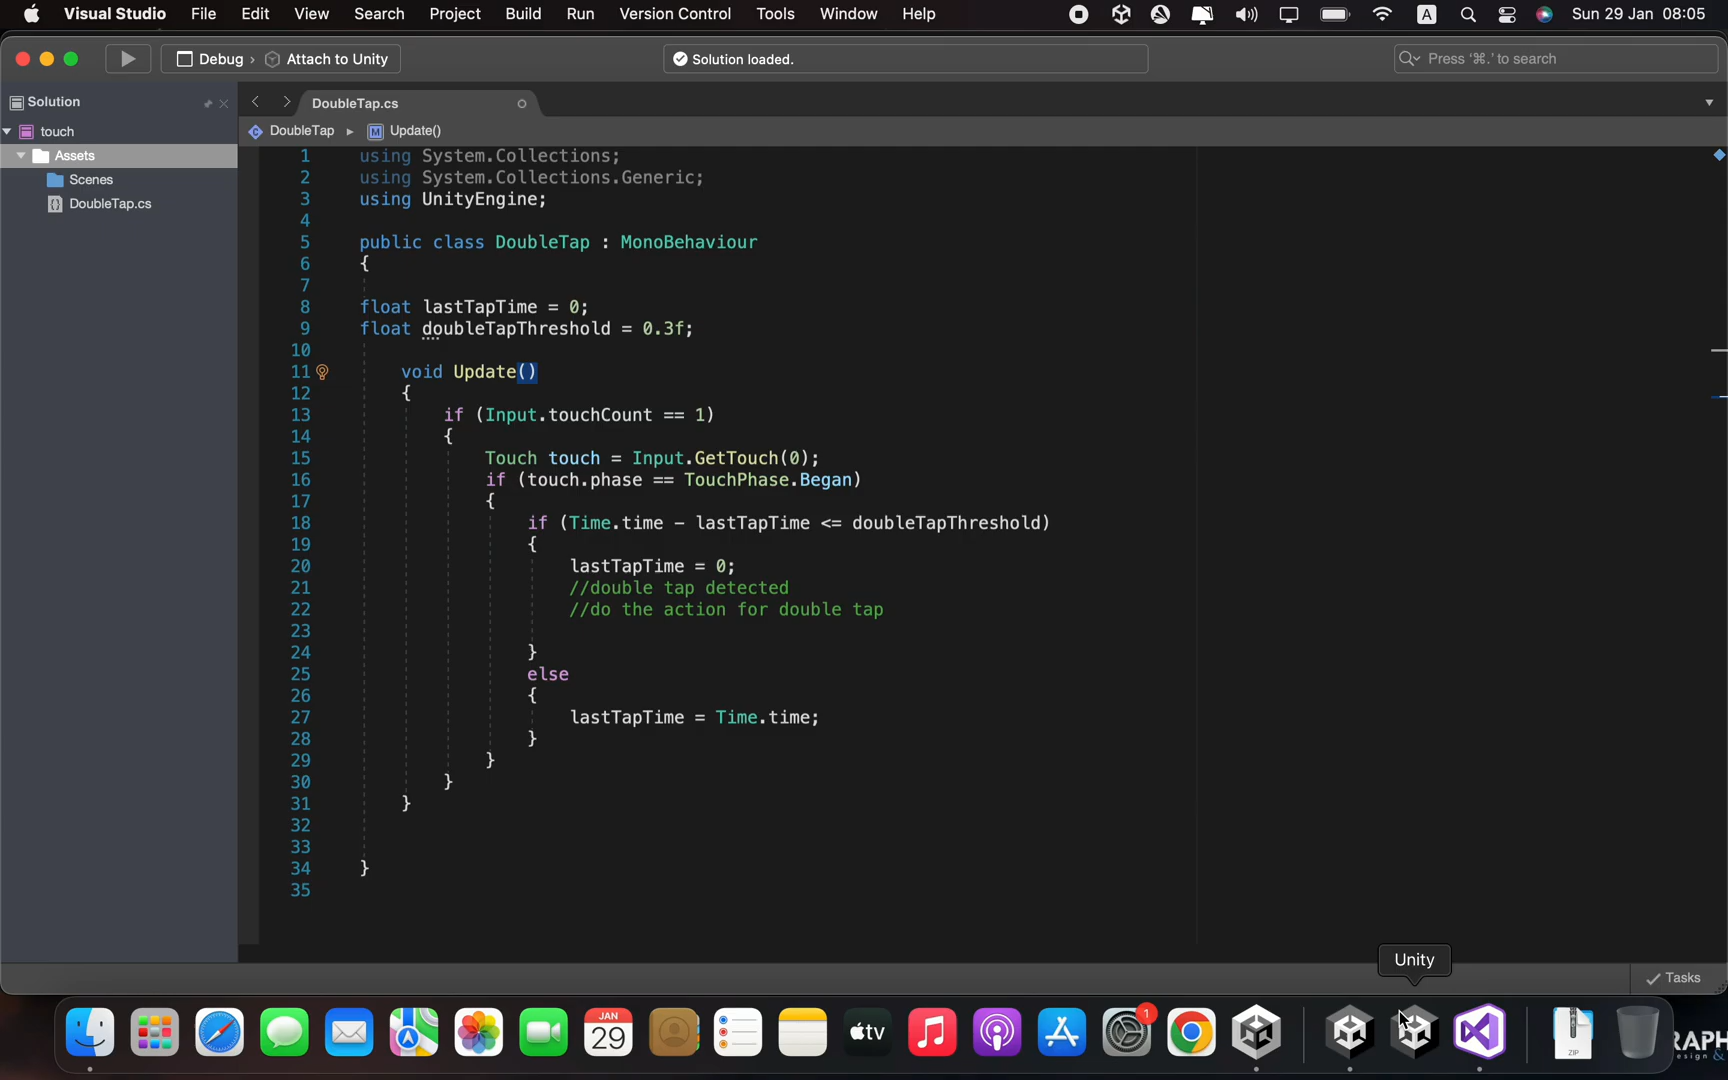 Visual Studio File Edit View Search Project Build Run Version Control Tools Window Help A Sun 29 Jan 08:05
Debug › Attach to Unity Solution loaded. Press '⌘.' to search
Solution
touch
Assets
Scenes
DoubleTap.cs
DoubleTap.cs
DoubleTap ▸ M Update()
1 using System.Collections;
2 using System.Collections.Generic;
3 using UnityEngine;
4
5 public class DoubleTap : MonoBehaviour
6 {
7
8 float lastTapTime = 0;
9 float doubleTapThreshold = 0.3f;
10
11 void Update()
12 {
13 if (Input.touchCount == 1)
14 {
15 Touch touch = Input.GetTouch(0);
16 if (touch.phase == TouchPhase.Began)
17 {
18 if (Time.time - lastTapTime <= doubleTapThreshold)
19 {
20 lastTapTime = 0;
21 //double tap detected
22 //do the action for double tap
23
24 }
25 else
26 {
27 lastTapTime = Time.time;
28 }
29 }
30 }
31 }
32
33
34 }
35
Unity
Tasks
JAN
29
tv
1
ZIP
RAPH